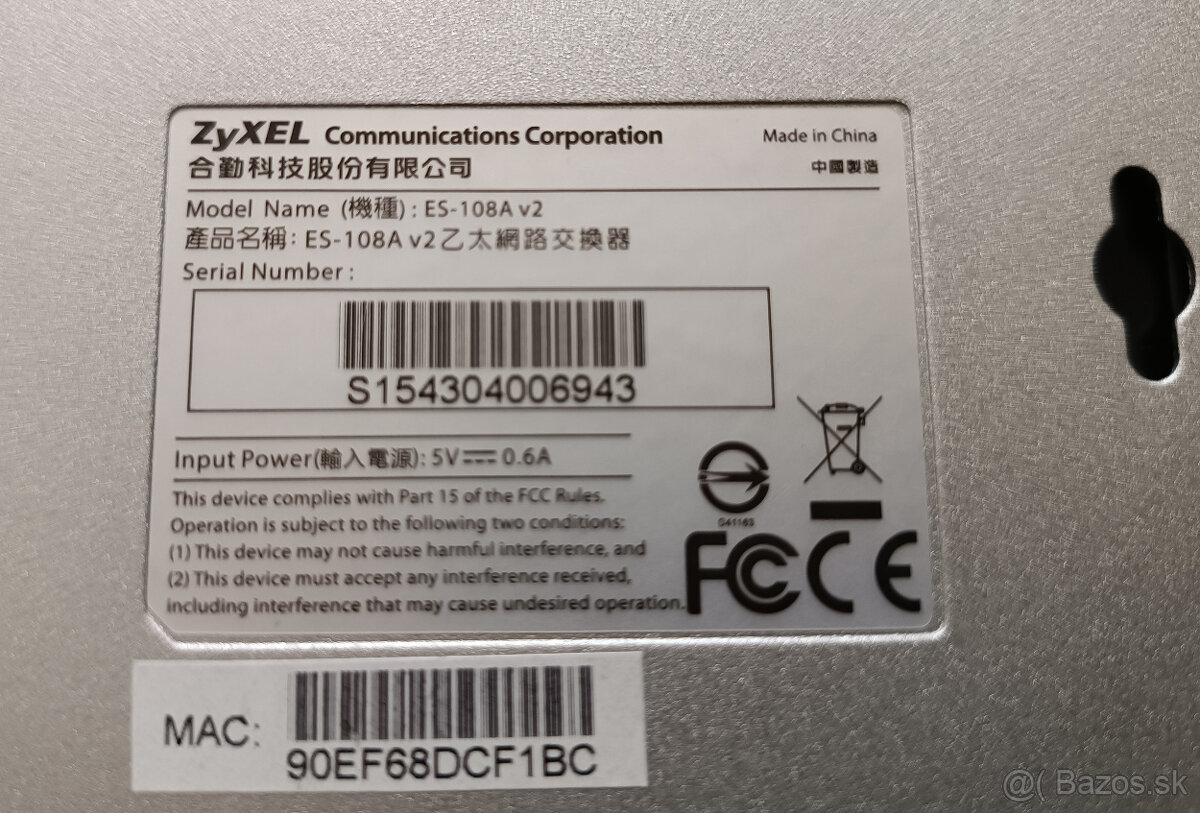 ZyXEL Communications Corporation
Made in China
合勤科技股份有限公司
中國製造
Model Name (機種) : ES-108A v2
產品名稱: ES-108A v2乙太網路交換器
Serial Number :
S154304006943
Input Power(輸入電源): 5V⎓0.6A
This device complies with Part 15 of the FCC Rules.
Operation is subject to the following two conditions:
(1) This device may not cause harmful interference, and
(2) This device must accept any interference received,
including interference that may cause undesired operation.
D41163
FC CE
MAC:
90EF68DCF1BC
@( Bazos.sk